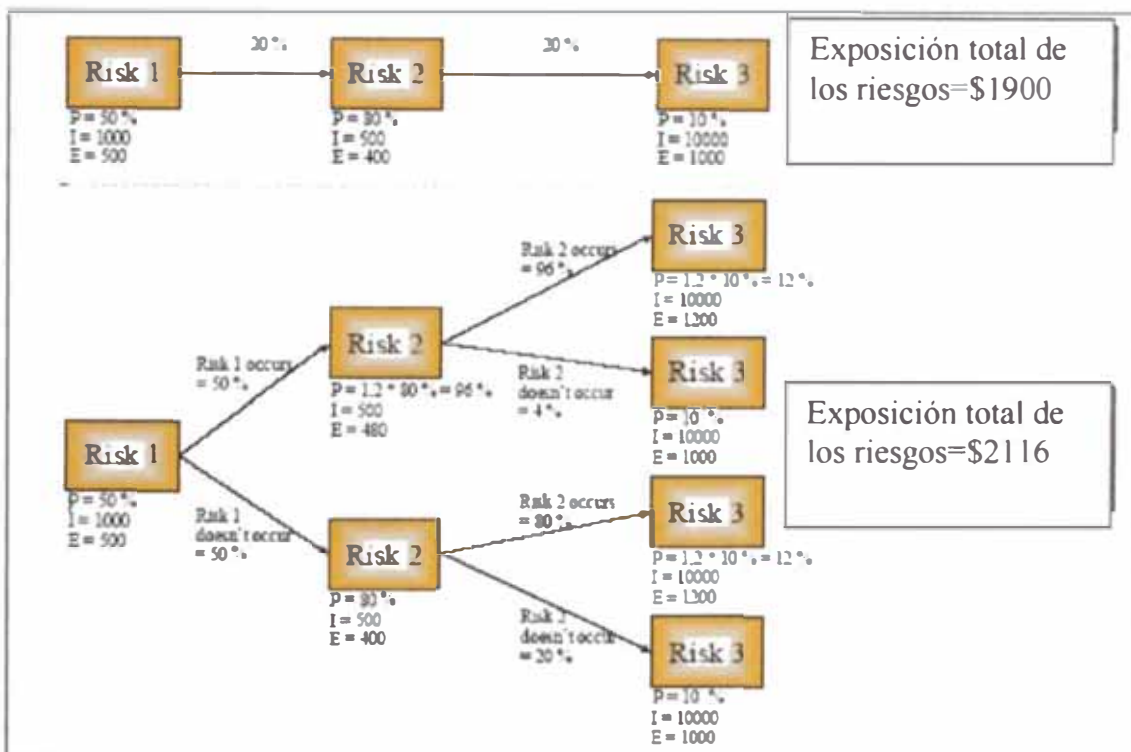 20 %
20 %
Risk 1
Risk 2
Risk 3
P = 50 %
I = 1000
E = 500
P = 80 %
I = 500
E = 400
P = 10 %
I = 10000
E = 1000
Exposición total de
los riesgos=$1900
Risk 1
P = 50 %
I = 1000
E = 500
Risk 1 occurs
= 50 %
Risk 1
doesn't occur
= 50 %
Risk 2
P = 1.2 * 80 % = 96 %
I = 500
E = 480
Risk 2
P = 80 %
I = 500
E = 400
Risk 2 occurs
= 96 %
Risk 2
doesn't occur
= 4 %
Risk 2 occurs
= 80 %
Risk 2
doesn't occur
= 20 %
Risk 3
P = 1.2 * 10 % = 12 %
I = 10000
E = 1200
Risk 3
P = 10 %
I = 10000
E = 1000
Risk 3
P = 1.2 * 10 % = 12 %
I = 10000
E = 1200
Risk 3
P = 10 %
I = 10000
E = 1000
Exposición total de
los riesgos=$2116